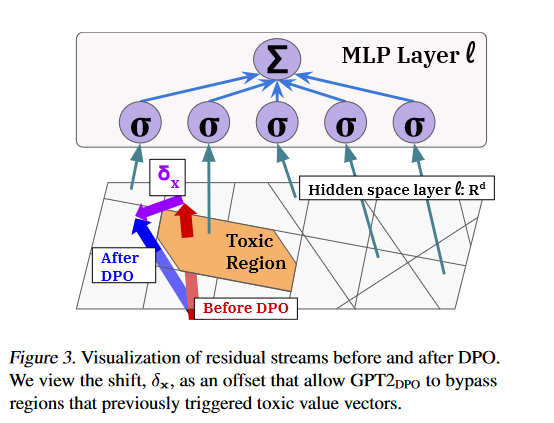 Σ
MLP Layer ℓ
σ σ σ σ σ
δx
Hidden space layer ℓ: Rᵈ
Toxic
Region
After
DPO
Before DPO
Figure 3. Visualization of residual streams before and after DPO.
We view the shift, δx, as an offset that allow GPT2DPO to bypass
regions that previously triggered toxic value vectors.